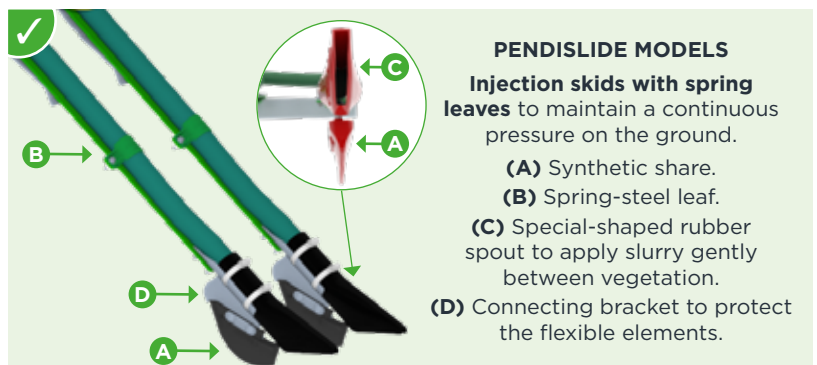 C
A
B
D
A
PENDISLIDE MODELS
Injection skids with spring
leaves to maintain a continuous
pressure on the ground.
(A) Synthetic share.
(B) Spring-steel leaf.
(C) Special-shaped rubber
spout to apply slurry gently
between vegetation.
(D) Connecting bracket to protect
the flexible elements.